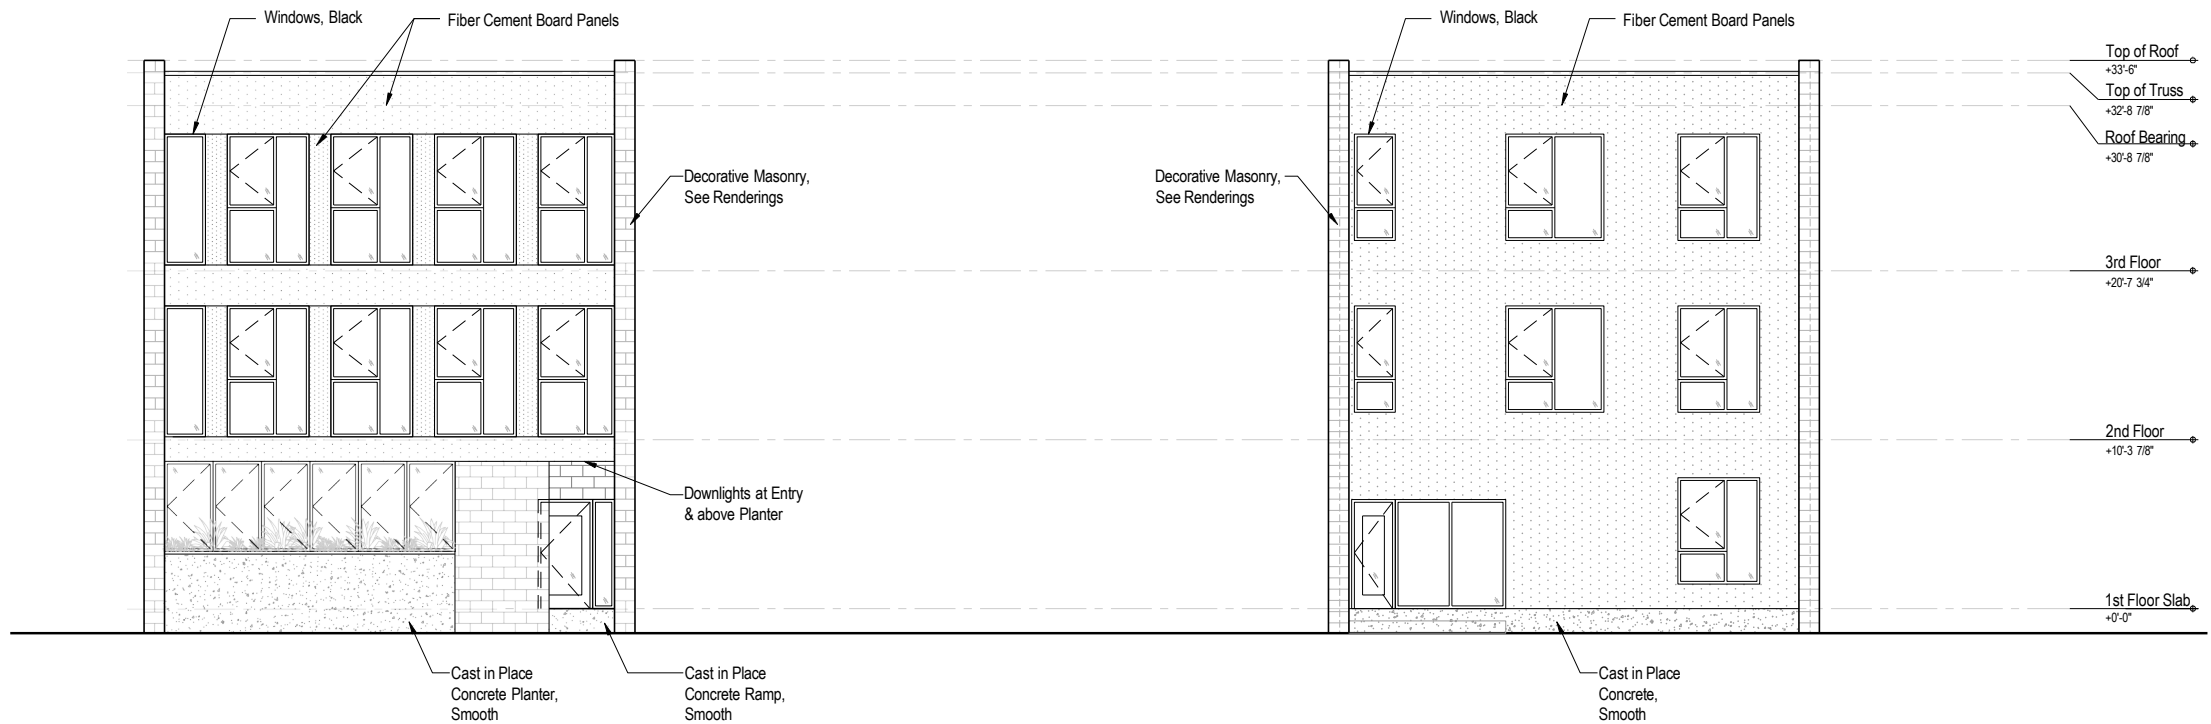 Windows, Black
Fiber Cement Board Panels
Decorative Masonry,
See Renderings
Downlights at Entry
& above Planter
Cast in Place
Concrete Planter,
Smooth
Cast in Place
Concrete Ramp,
Smooth
Windows, Black
Fiber Cement Board Panels
Decorative Masonry,
See Renderings
Cast in Place
Concrete,
Smooth
Top of Roof
+33'-6"
Top of Truss
+32'-8 7/8"
Roof Bearing
+30'-8 7/8"
3rd Floor
+20'-7 3/4"
2nd Floor
+10'-3 7/8"
1st Floor Slab
+0'-0"